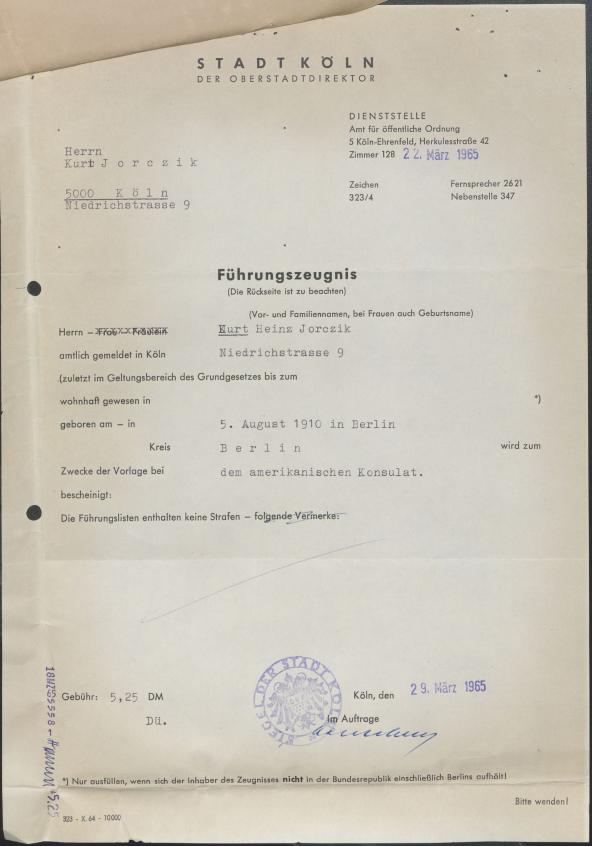 STADT KÖLN
DER OBERSTADTDIREKTOR
DIENSTSTELLE
Amt für öffentliche Ordnung
5 Köln-Ehrenfeld, Herkulesstraße 42
Zimmer 128 22. März 1965
Herrn
Kurt Jorczik
5000 Köln
Niedrichstrasse 9
Zeichen
323/4
Fernsprecher 2621
Nebenstelle 347
Führungszeugnis
(Die Rückseite ist zu beachten)
(Vor- und Familiennamen, bei Frauen auch Geburtsname)
Herrn – Frau – Fräulein Kurt Heinz Jorczik
amtlich gemeldet in Köln Niedrichstrasse 9
(zuletzt im Geltungsbereich des Grundgesetzes bis zum
wohnhaft gewesen in *)
geboren am – in 5. August 1910 in Berlin
Kreis Berlin wird zum
Zwecke der Vorlage bei dem amerikanischen Konsulat.
bescheinigt:
Die Führungslisten enthalten keine Strafen – folgende Vermerke:
Gebühr: 5,25 DM
Dü.
SIEGEL DER STADT KÖLN
Köln, den 29. März 1965
Im Auftrage
*) Nur ausfüllen, wenn sich der Inhaber des Zeugnisses nicht in der Bundesrepublik einschließlich Berlins aufhält!
Bitte wenden!
323 - X. 64 - 10000